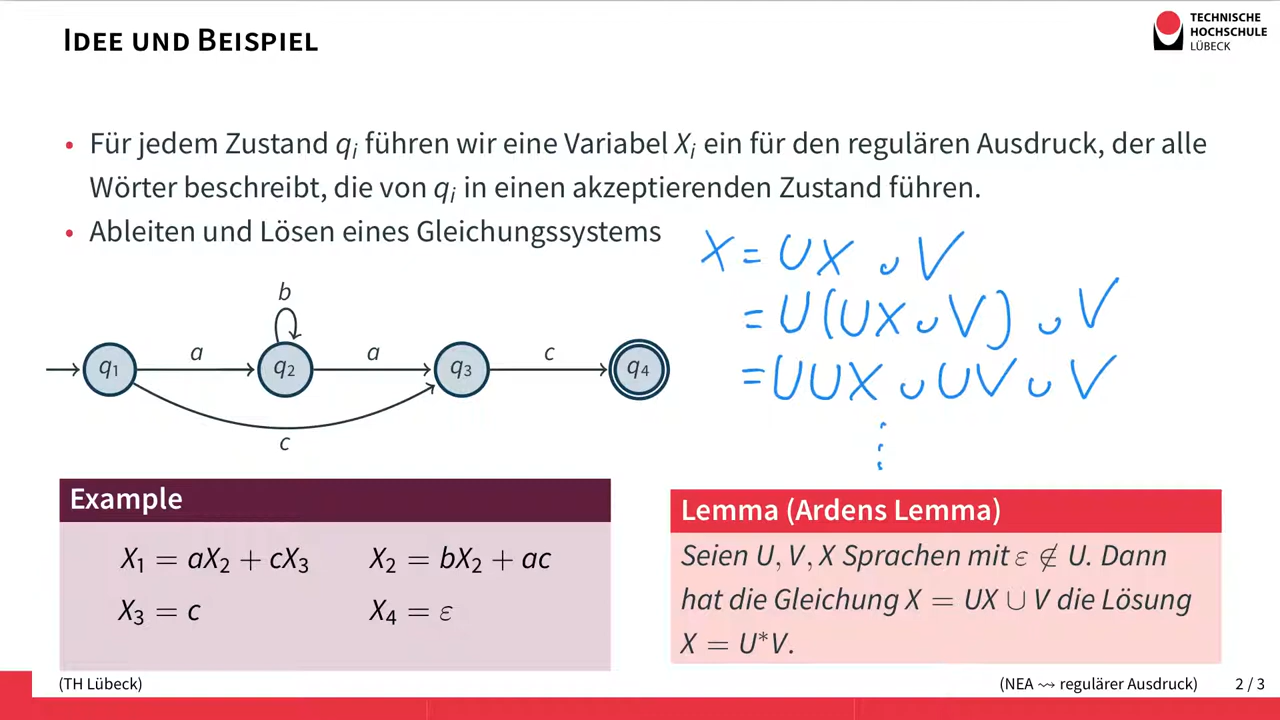 IDEE UND BEISPIEL
TECHNISCHE
HOCHSCHULE
LÜBECK
• Für jedem Zustand qᵢ führen wir eine Variabel Xᵢ ein für den regulären Ausdruck, der alle
Wörter beschreibt, die von qᵢ in einen akzeptierenden Zustand führen.
• Ableiten und Lösen eines Gleichungssystems
X = UX ∪ V
= U(UX ∪ V) ∪ V
= UUX ∪ UV ∪ V
⋮
b
q₁ a q₂ a q₃ c q₄
c
Example
X₁ = aX₂ + cX₃ X₂ = bX₂ + ac
X₃ = c X₄ = ε
Lemma (Ardens Lemma)
Seien U, V, X Sprachen mit ε ∉ U. Dann
hat die Gleichung X = UX ∪ V die Lösung
X = U*V.
(TH Lübeck) (NEA ⇝ regulärer Ausdruck) 2 / 3